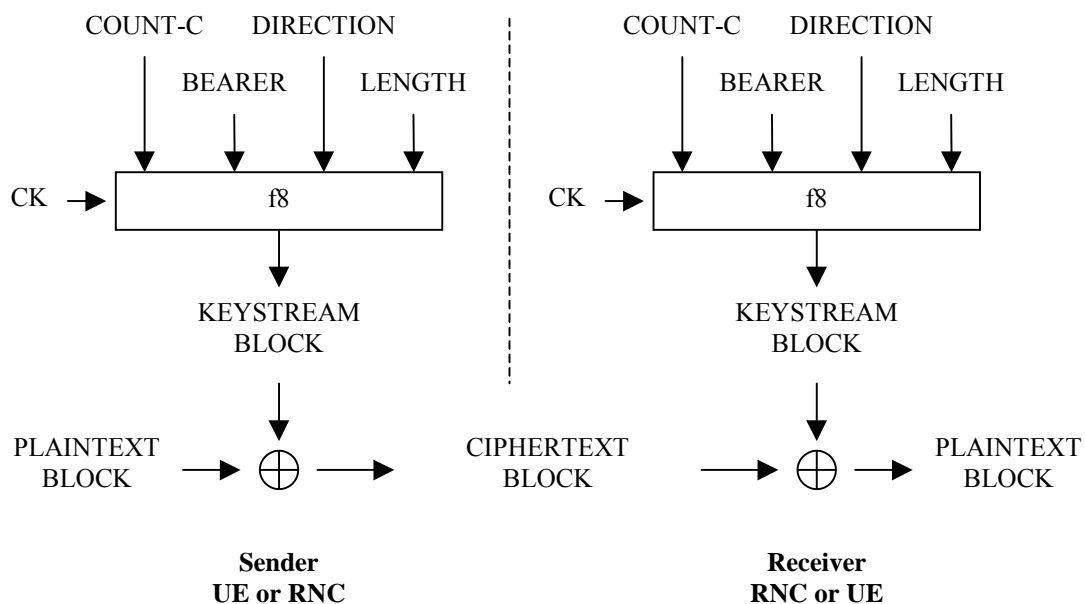 COUNT-C DIRECTION
BEARER LENGTH
CK f8
KEYSTREAM
BLOCK
PLAINTEXT
BLOCK
Sender
UE or RNC
COUNT-C DIRECTION
BEARER LENGTH
CK f8
KEYSTREAM
BLOCK
CIPHERTEXT
BLOCK
PLAINTEXT
BLOCK
Receiver
RNC or UE